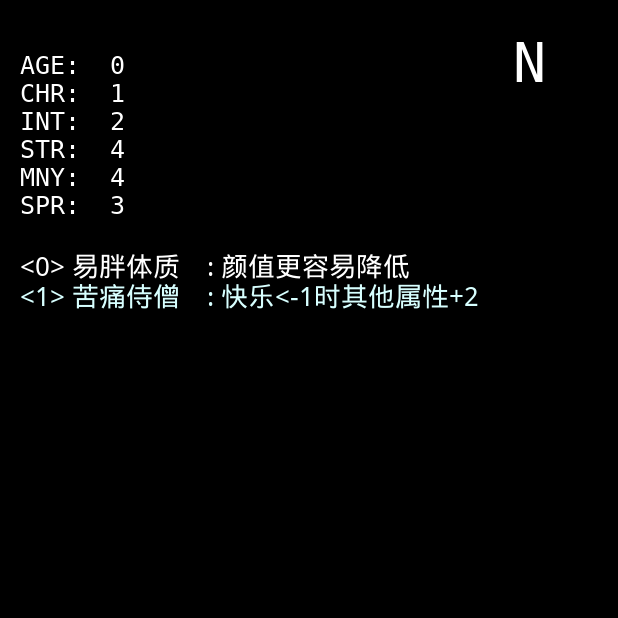 N
AGE: 0
CHR: 1
INT: 2
STR: 4
MNY: 4
SPR: 3
<0> 易胖体质 : 颜值更容易降低
<1> 苦痛侍僧 : 快乐<-1时其他属性+2